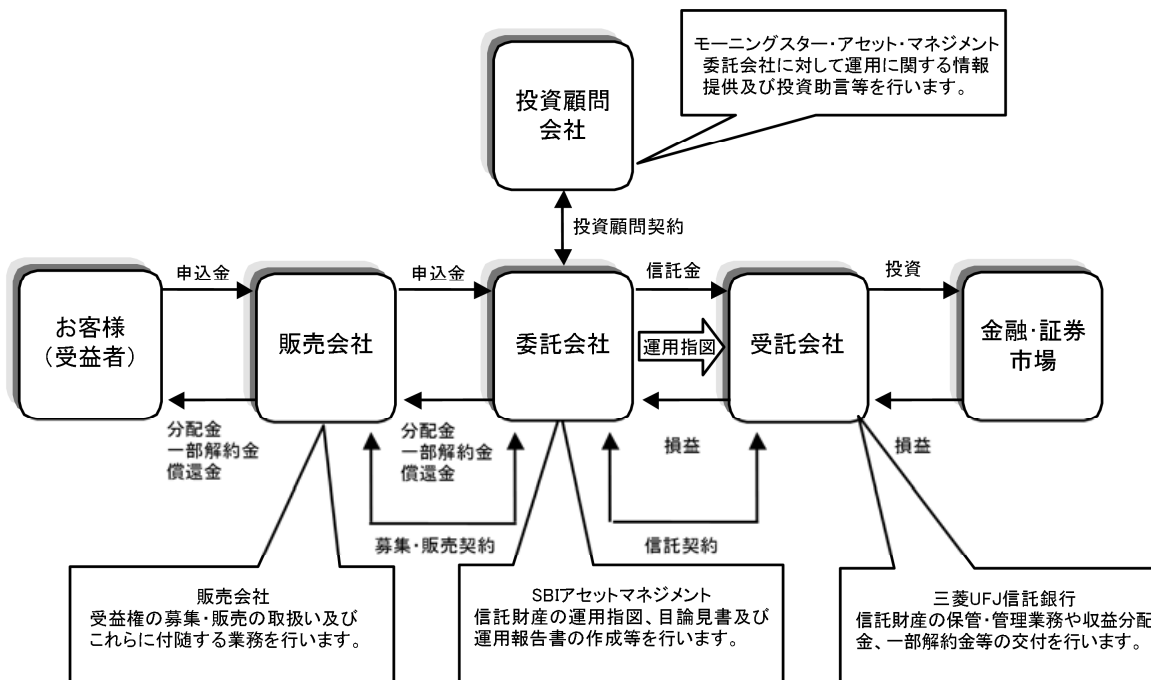 モーニングスター・アセット・マネジメント
委託会社に対して運用に関する情報
提供及び投資助言等を行います。
投資顧問
会社
投資顧問契約
申込金
申込金
信託金
投資
お客様
（受益者）
販売会社
委託会社
運用指図
受託会社
金融・証券
市場
分配金
一部解約金
償還金
分配金
一部解約金
償還金
損益
損益
募集・販売契約
信託契約
販売会社
受益権の募集・販売の取扱い及び
これらに付随する業務を行います。
SBIアセットマネジメント
信託財産の運用指図、目論見書及び
運用報告書の作成等を行います。
三菱UFJ信託銀行
信託財産の保管・管理業務や収益分配
金、一部解約金等の交付を行います。